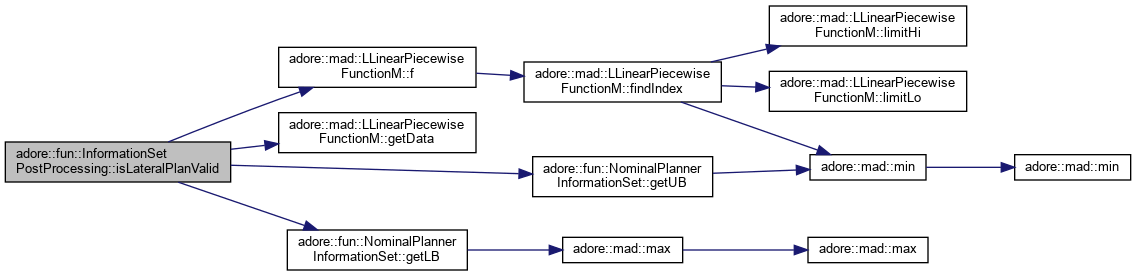 adore::fun::InformationSet
PostProcessing::isLateralPlanValid
adore::mad::LLinearPiecewise
FunctionM::f
adore::mad::LLinearPiecewise
FunctionM::getData
adore::fun::NominalPlanner
InformationSet::getLB
adore::mad::LLinearPiecewise
FunctionM::findIndex
adore::fun::NominalPlanner
InformationSet::getUB
adore::mad::max
adore::mad::LLinearPiecewise
FunctionM::limitHi
adore::mad::LLinearPiecewise
FunctionM::limitLo
adore::mad::min
adore::mad::max
adore::mad::min